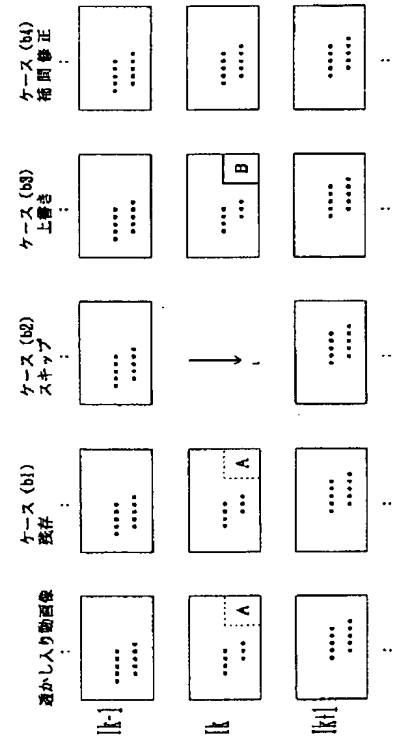 透かし入り動画像
ケース (b1)
残存
ケース (b2)
スキップ
ケース (b3)
上書き
ケース (b4)
補間修正
Ik-1
Ik
A
A
B
Ik+1